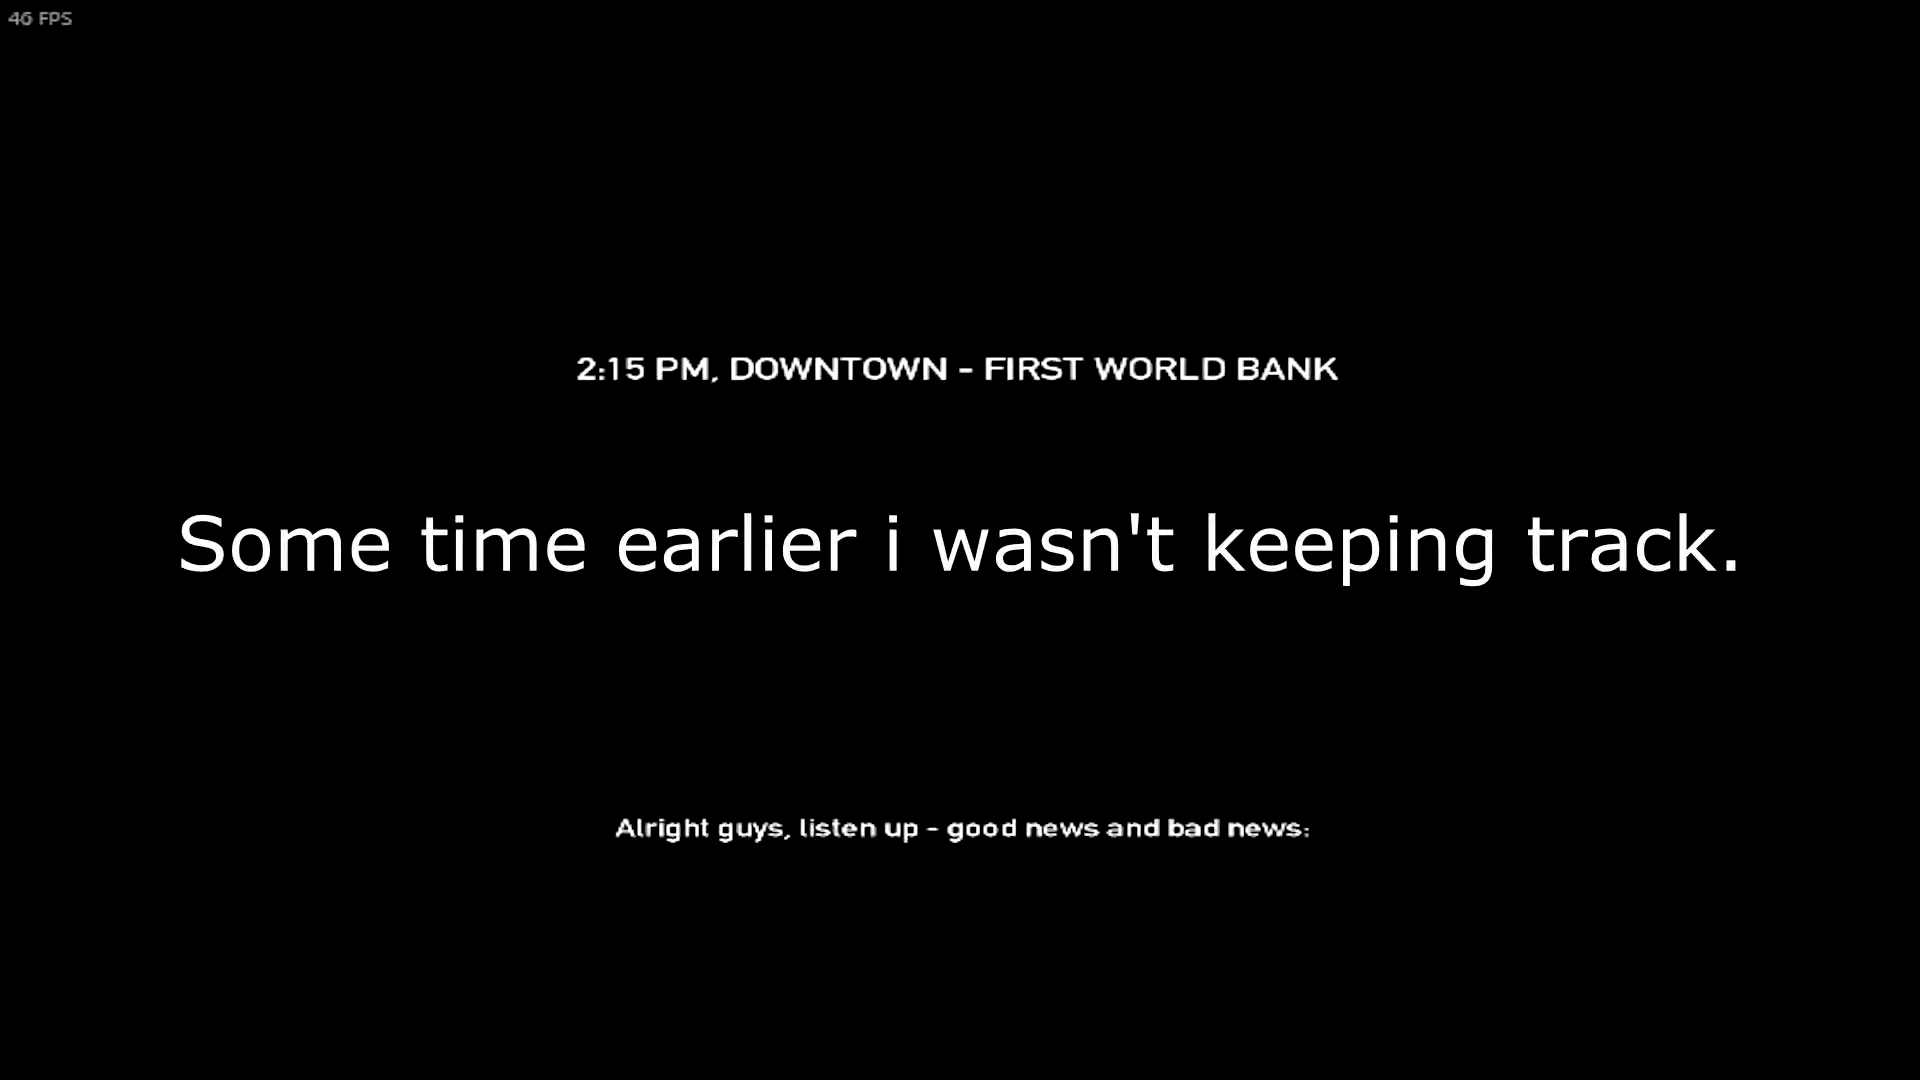 46 FPS
2:15 PM, DOWNTOWN - FIRST WORLD BANK
Some time earlier i wasn't keeping track.
Alright guys, listen up - good news and bad news: